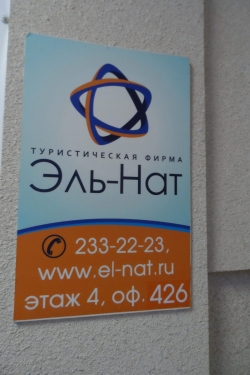 ТУРИСТИЧЕСКАЯ ФИРМА
Эль-Нат
233-22-23,
www.el-nat.ru
этаж 4, оф. 426